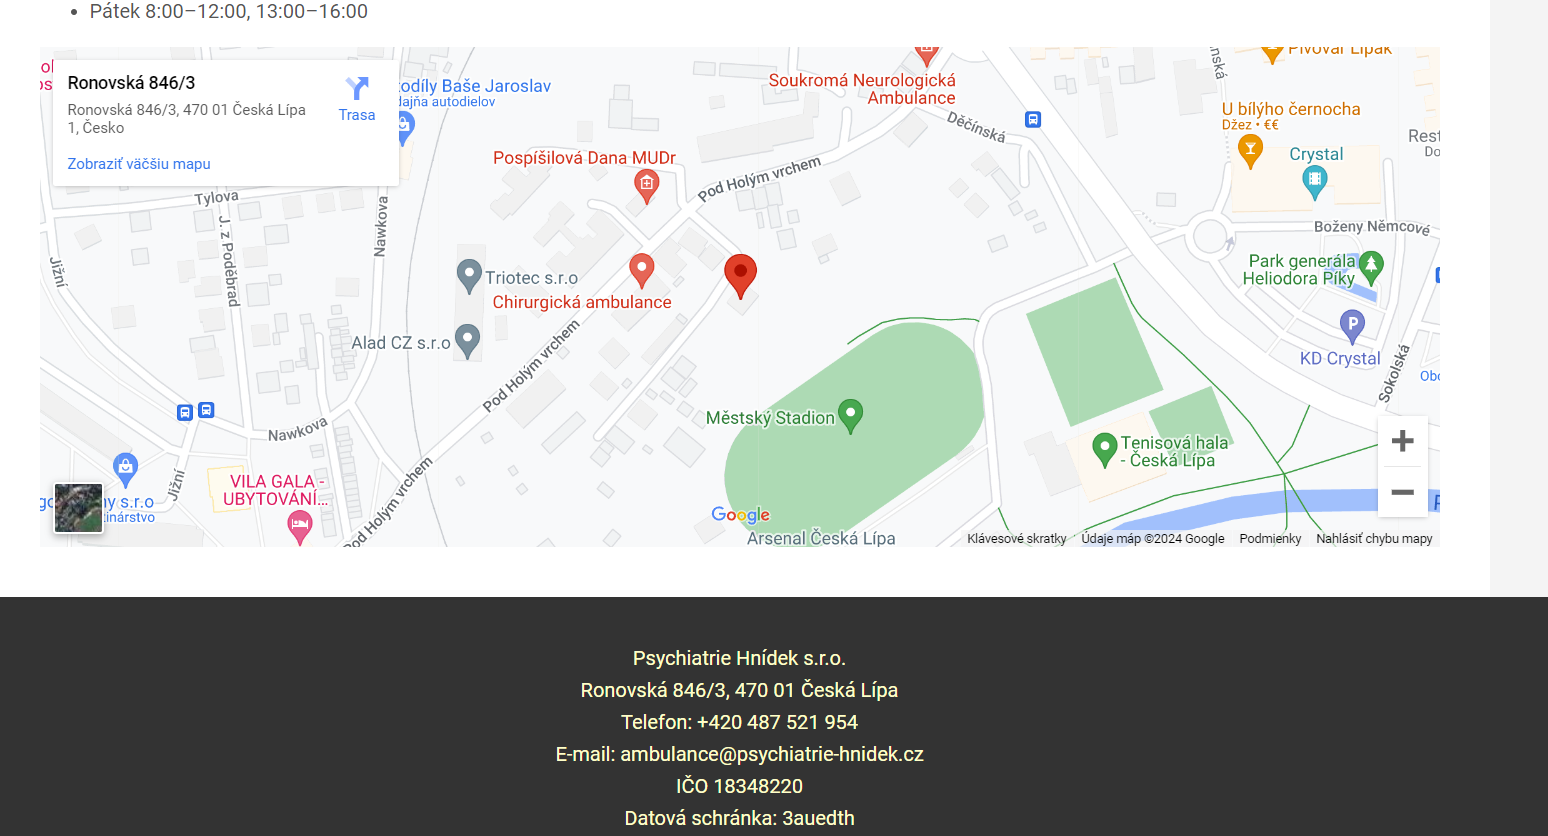 Pátek 8:00–12:00, 13:00–16:00
Ronovská 846/3
Ronovská 846/3, 470 01 Česká Lípa
1, Česko
Zobraziť väčšiu mapu
Trasa
odíly Baše Jaroslav
dajňa autodielov
Soukromá Neurologická
Ambulance
Pivovar Lípák
U bílýho černocha
Džez • €€
Crystal
Rest
Do
Děčínská
nská
Pospíšilová Dana MUDr
Pod Holým vrchem
Tylova
J. z Poděbrad
Nawkova
Jižní
Boženy Němcové
Park generála
Heliodora Píky
Triotec s.r.o
Chirurgická ambulance
Alad CZ s.r.o
Pod Holým vrchem
P
KD Crystal
Sokolská
Obc
Městský Stadion
Tenisová hala
- Česká Lípa
Nawkova
Jižní
VILA GALA -
UBYTOVÁNÍ...
Pod Holým vrchem
y s.r.o
inárstvo
Google
Arsenal Česká Lípa
Klávesové skratky
Údaje máp ©2024 Google
Podmienky
Nahlásiť chybu mapy
Psychiatrie Hnídek s.r.o.
Ronovská 846/3, 470 01 Česká Lípa
Telefon: +420 487 521 954
E-mail: ambulance@psychiatrie-hnidek.cz
IČO 18348220
Datová schránka: 3auedth